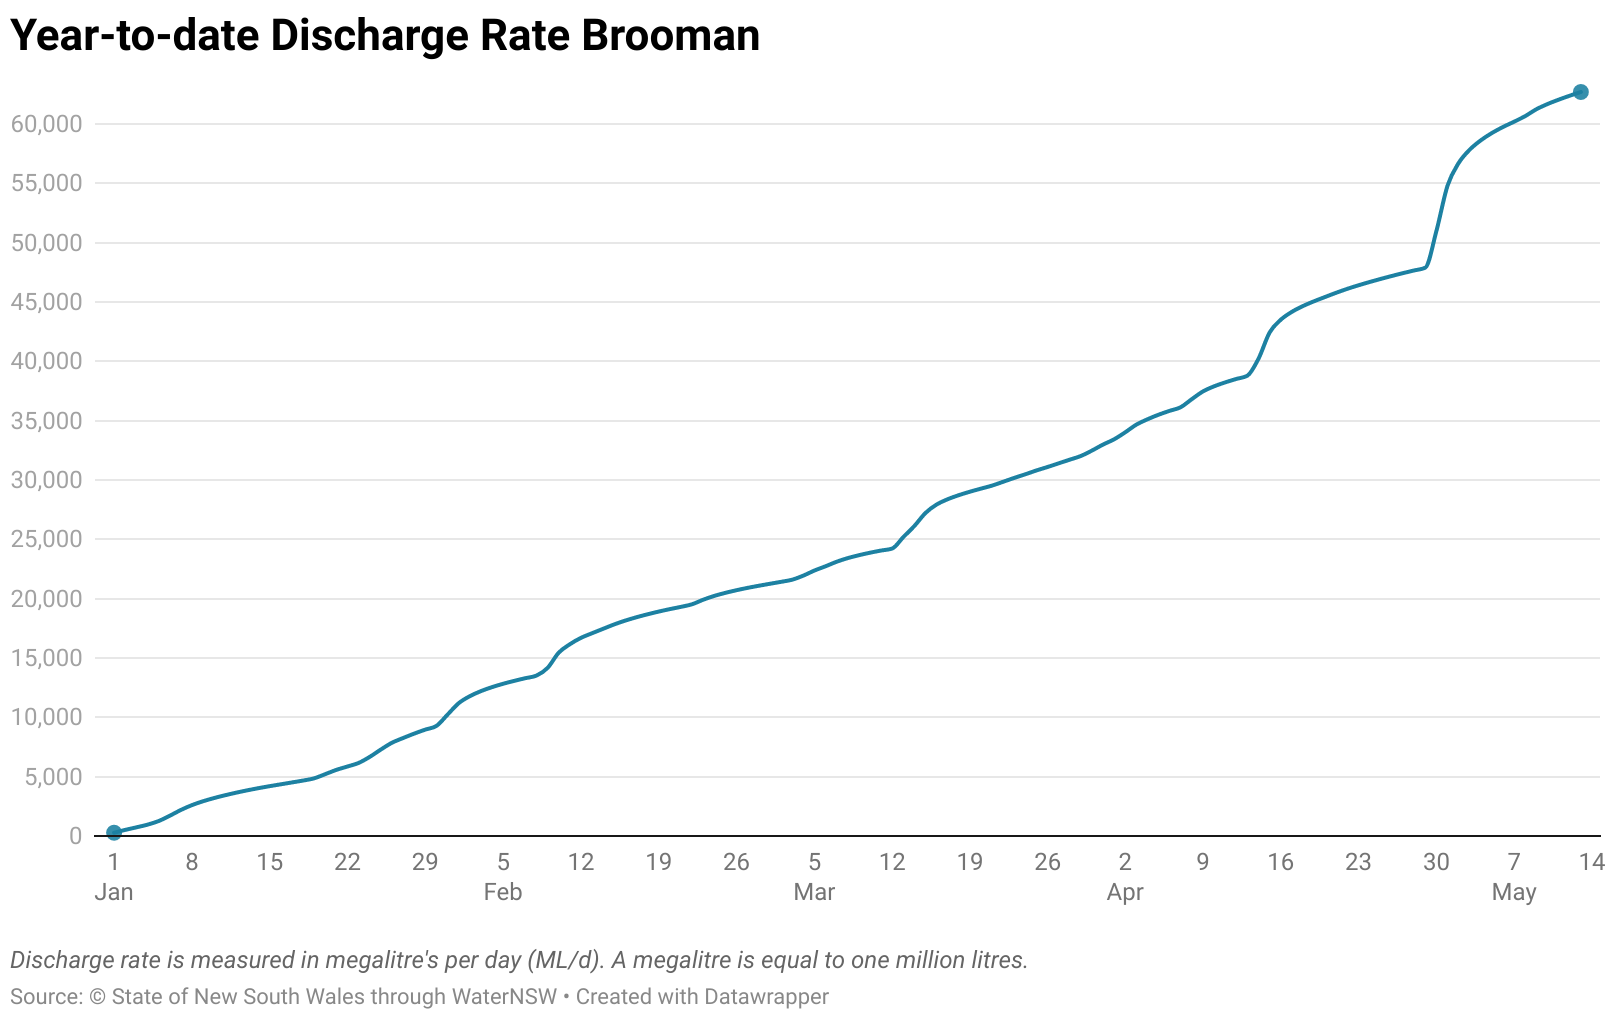 Year-to-date Discharge Rate Brooman
60,000
55,000
50,000
45,000
40,000
35,000
30,000
25,000
20,000
15,000
10,000
5,000
0
1 8 15 22 29 5 12 19 26 5 12 19 26 2 9 16 23 30 7 14
Jan Feb Mar Apr May
Discharge rate is measured in megalitre's per day (ML/d). A megalitre is equal to one million litres.
Source: © State of New South Wales through WaterNSW • Created with Datawrapper